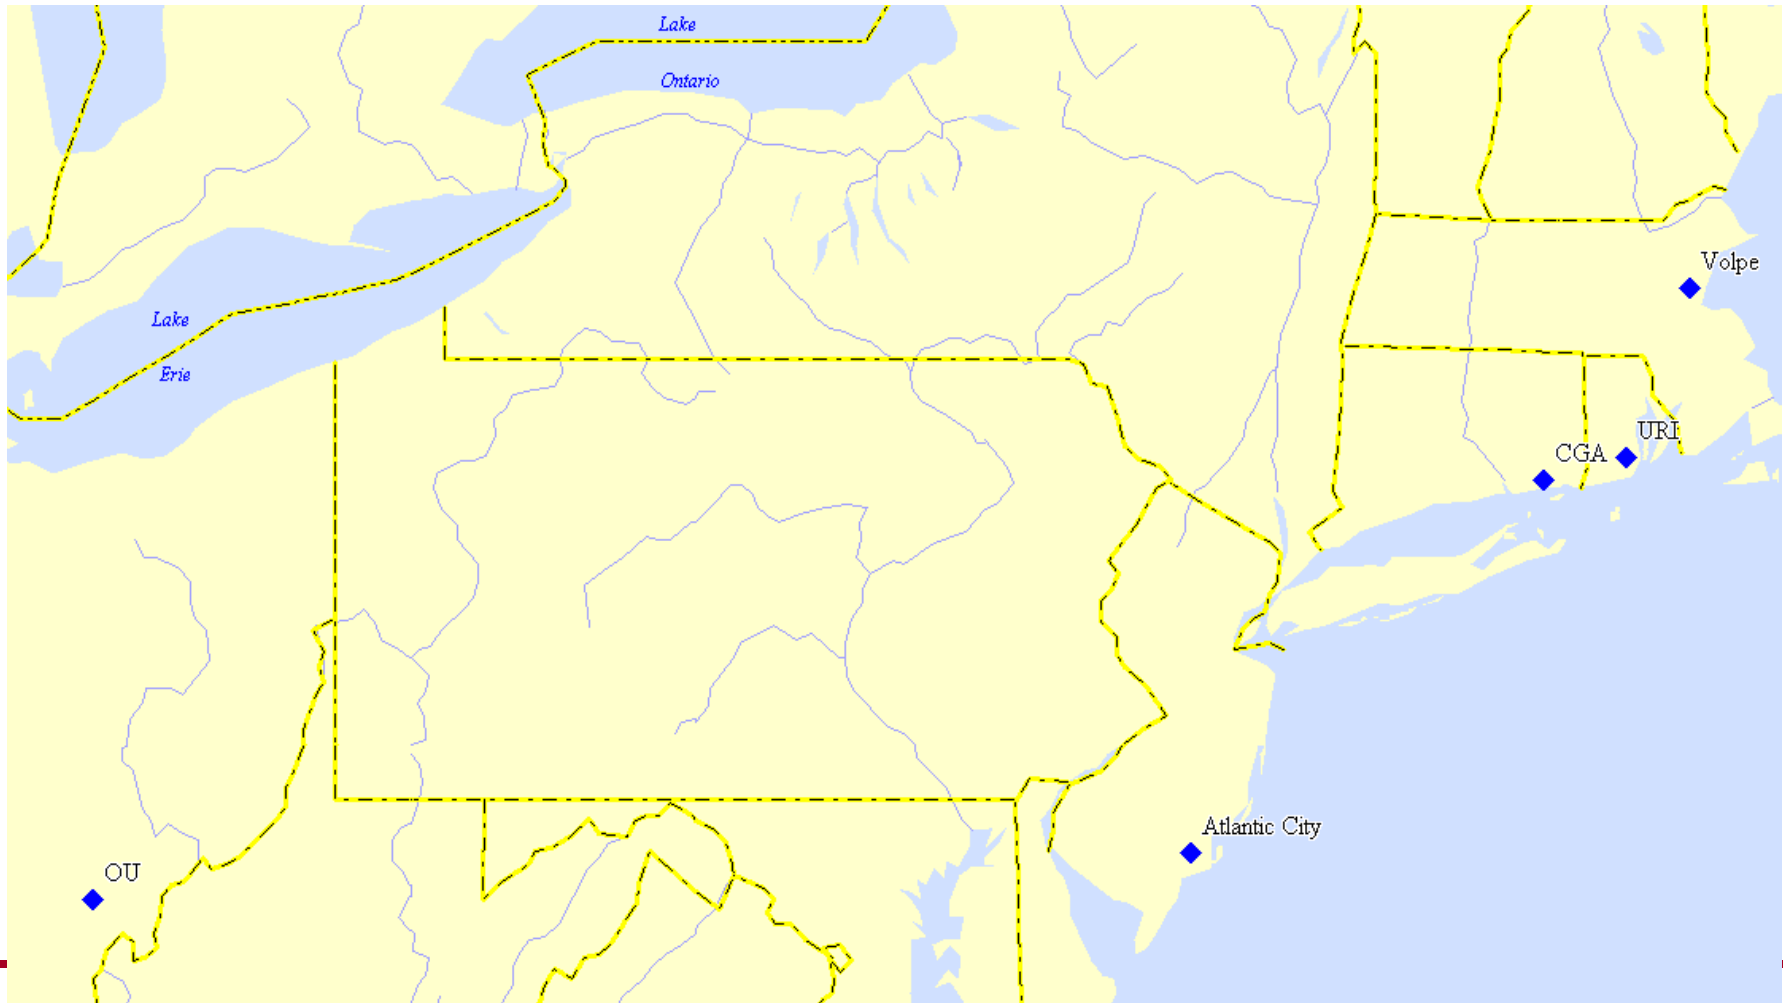 Lake
Ontario
Volpe
Lake
Erie
URI
CGA
Atlantic City
OU